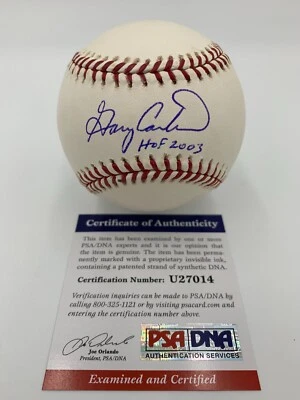 Gary Carter
HOF 2003
Certificate of Authenticity
This item has been examined by one or more
PSA/DNA experts and it is our opinion that
the item is genuine. The item has been perma-
nently marked with a proprietary invisible ink,
containing a patented strand of synthetic DNA.
Certification Number: U27014
Verification inquiries can be made to PSA/DNA by
calling 800-325-1121 or by visiting psacard.com and
entering the certification number above.
Joe Orlando
President, PSA/DNA
PSA DNA
AUTHENTICATION SERVICES
Examined and Certified